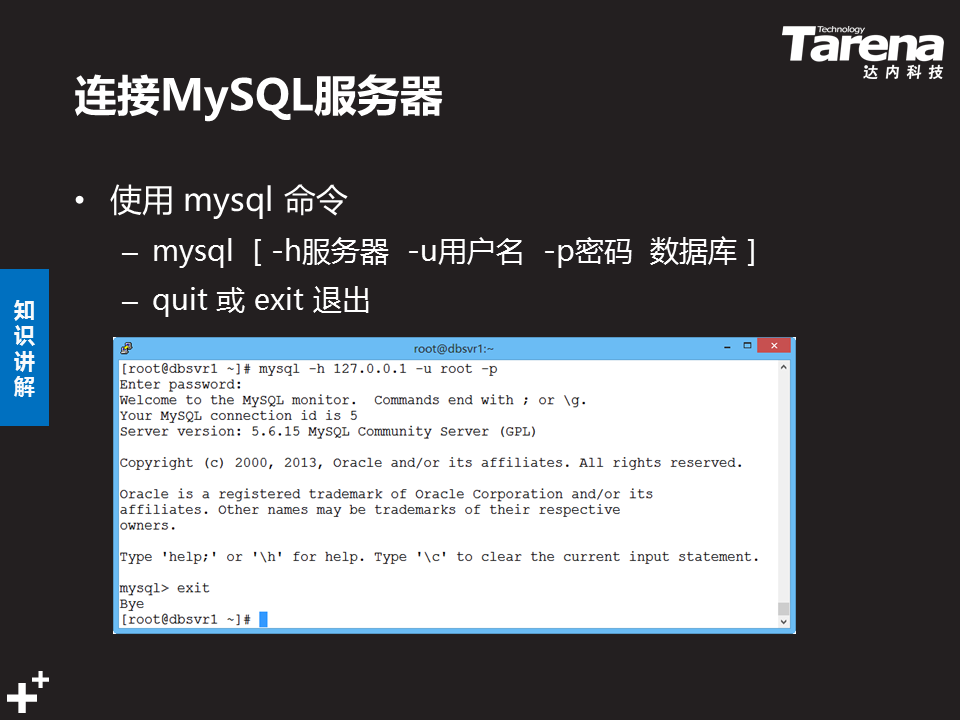 Technology
Tarena
达内科技
连接MySQL服务器
• 使用 mysql 命令
– mysql [ -h服务器 -u用户名 -p密码 数据库 ]
– quit 或 exit 退出
知识讲解
root@dbsvr1:~
[root@dbsvr1 ~]# mysql -h 127.0.0.1 -u root -p
Enter password:
Welcome to the MySQL monitor.  Commands end with ; or \g.
Your MySQL connection id is 5
Server version: 5.6.15 MySQL Community Server (GPL)
Copyright (c) 2000, 2013, Oracle and/or its affiliates. All rights reserved.
Oracle is a registered trademark of Oracle Corporation and/or its
affiliates. Other names may be trademarks of their respective
owners.
Type 'help;' or '\h' for help. Type '\c' to clear the current input statement.
mysql> exit
Bye
[root@dbsvr1 ~]#